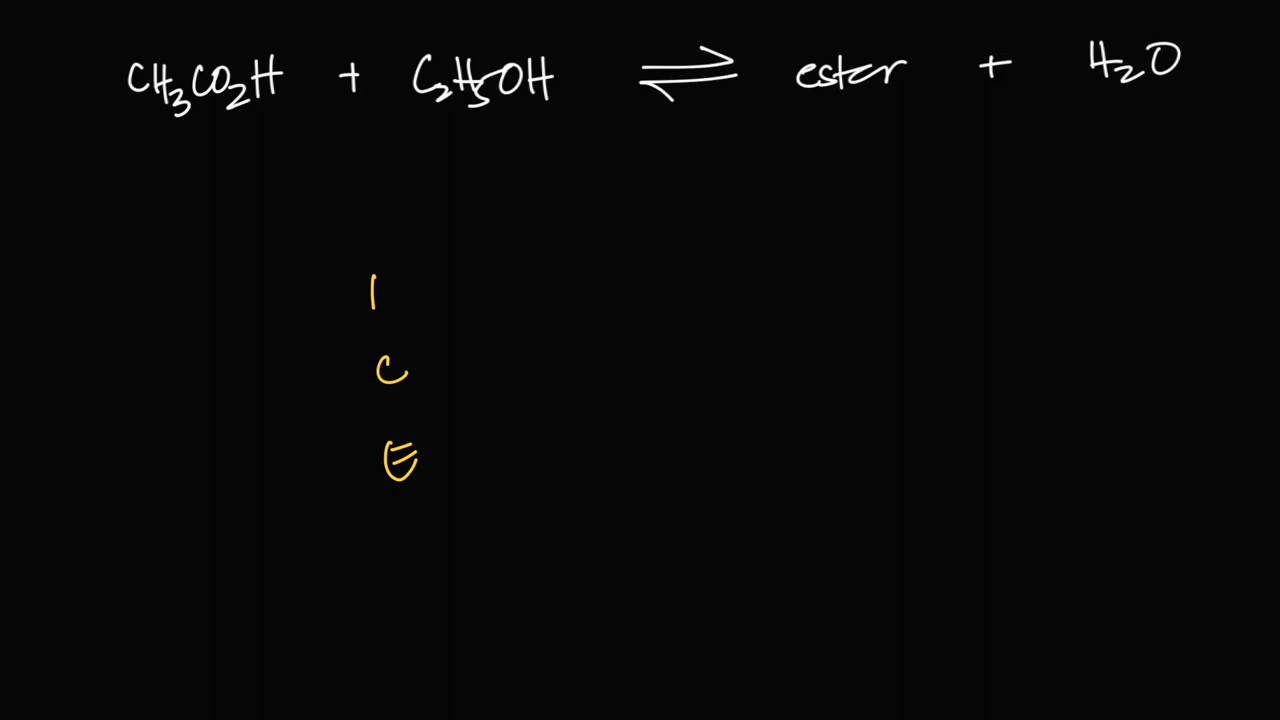 CH₃CO₂H + C₂H₅OH ⇌ ester + H₂O
I
C
E